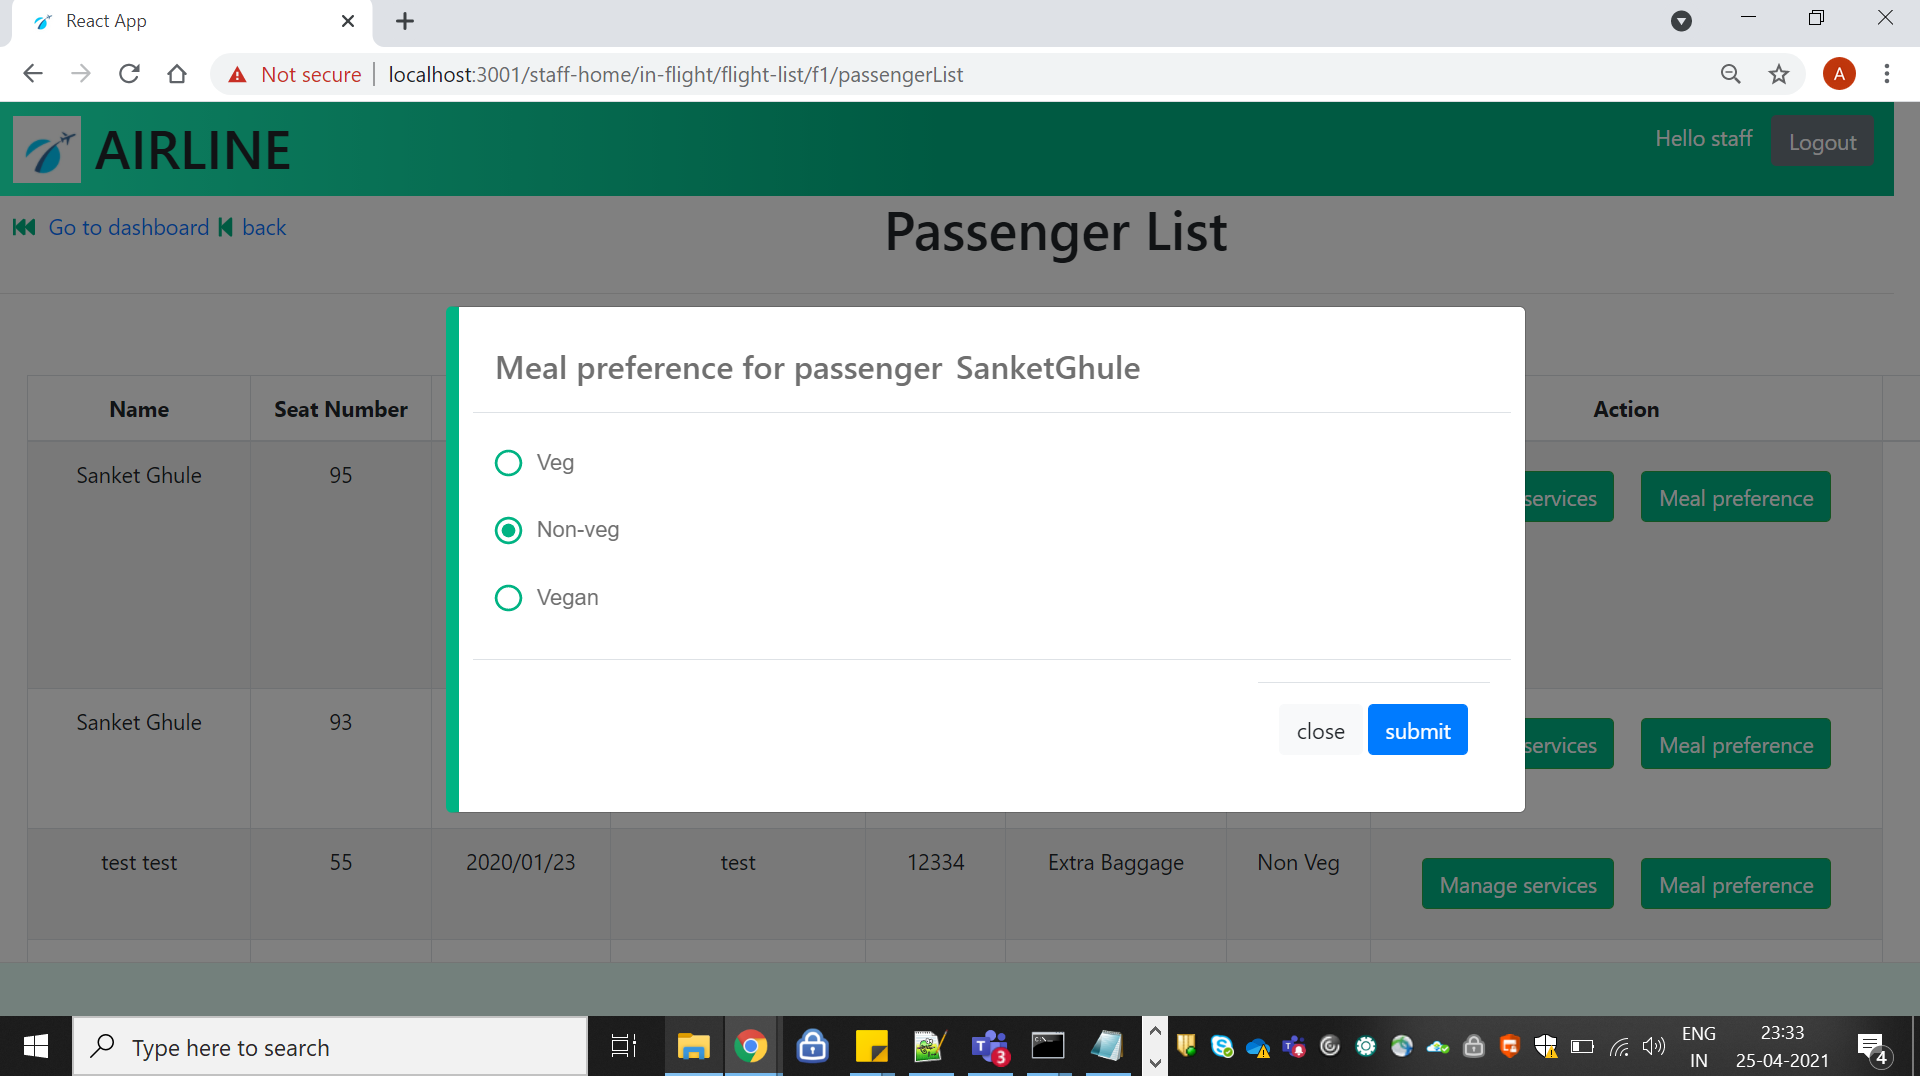 React App
Not secure localhost:3001/staff-home/in-flight/flight-list/f1/passengerList
A
AIRLINE
Hello staff Logout
Go to dashboard back
Passenger List
Meal preference for passenger SanketGhule
Name Seat Number Action
Veg
Sanket Ghule 95 services Meal preference
Non-veg
Vegan
Sanket Ghule 93 services Meal preference
close submit
test test 55 2020/01/23 test 12334 Extra Baggage Non Veg Manage services Meal preference
Type here to search
3
ENG
IN
23:33
25-04-2021
4